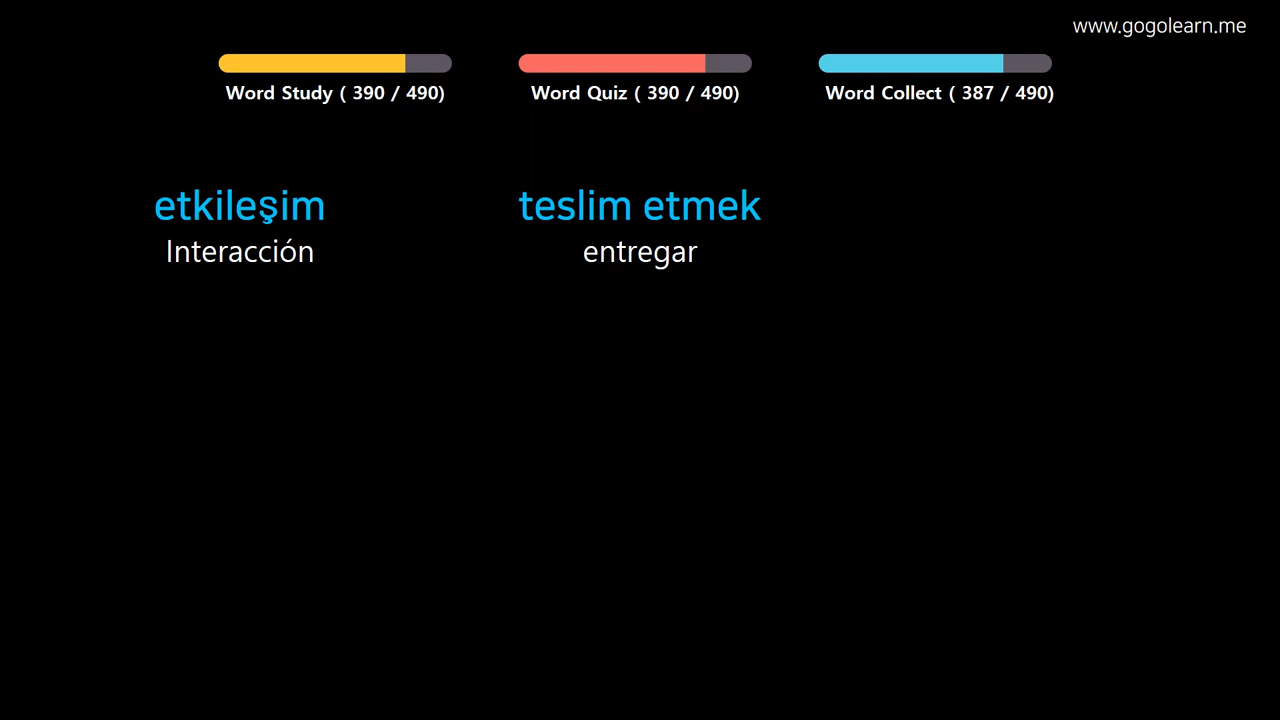 www.gogolearn.me
Word Study ( 390 / 490)
Word Quiz ( 390 / 490)
Word Collect ( 387 / 490)
etkileşim
Interacción
teslim etmek
entregar